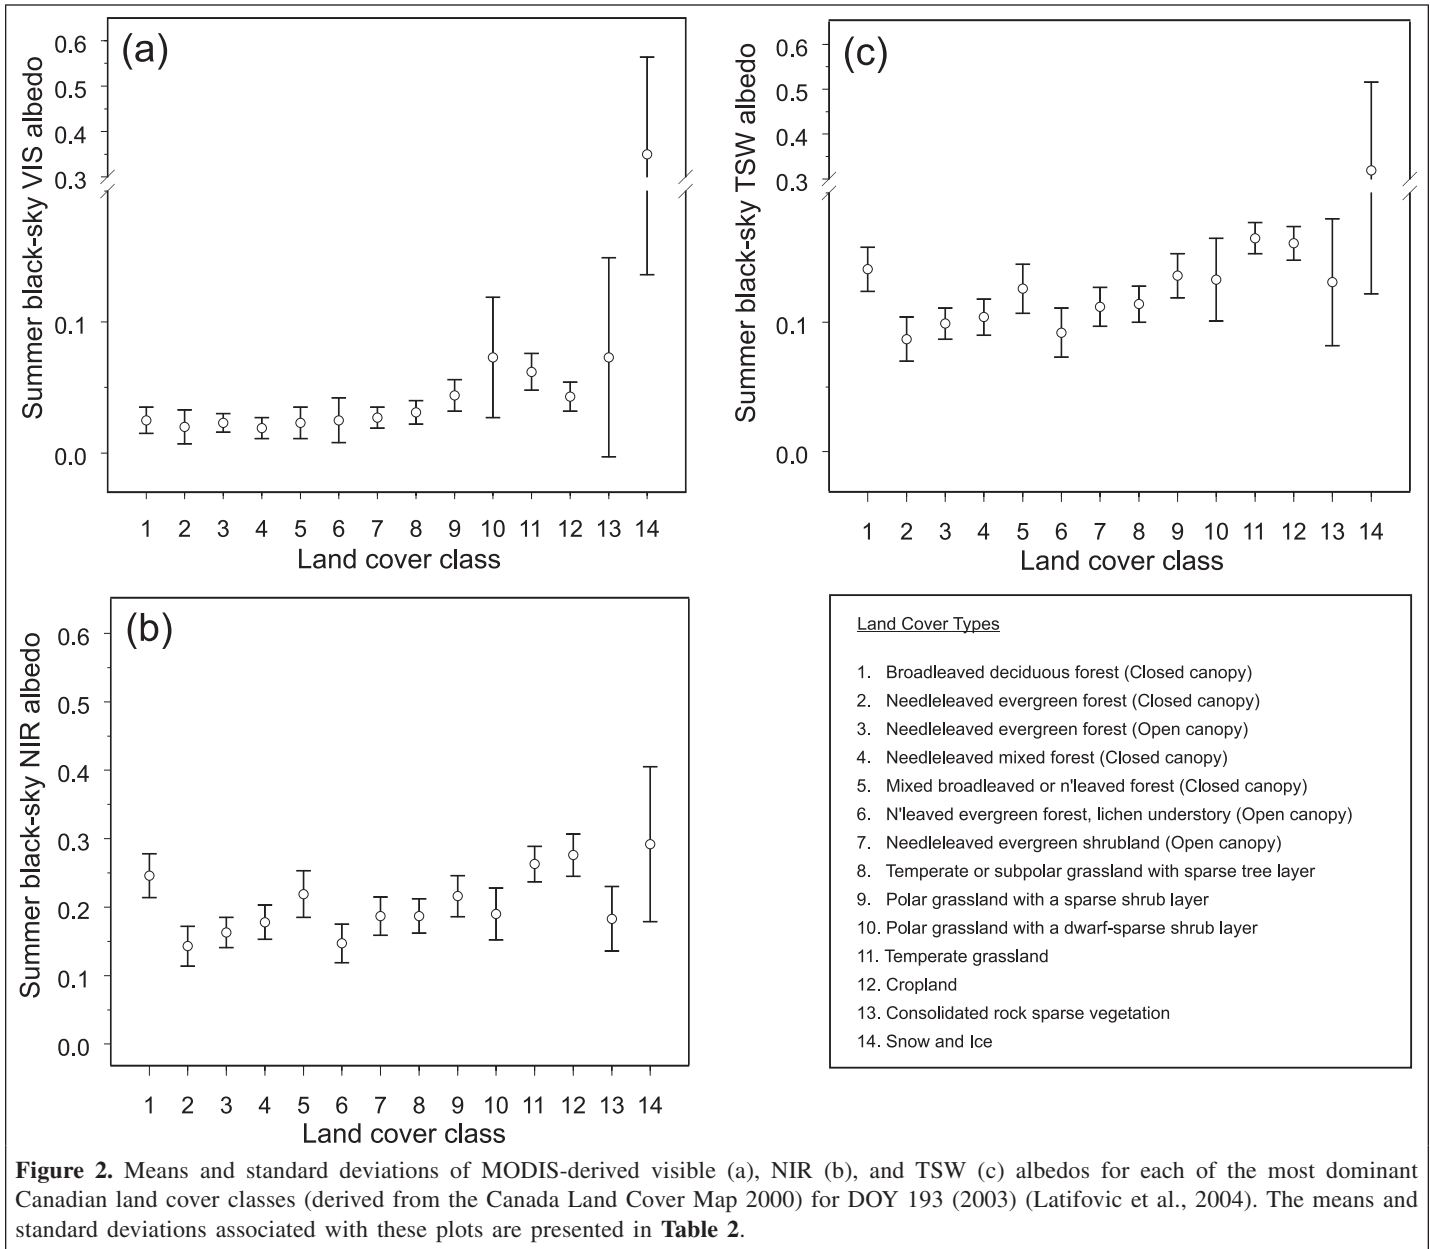 (a)
Summer black-sky VIS albedo
0.6
0.5
0.4
0.3
0.1
0.0
1 2 3 4 5 6 7 8 9 10 11 12 13 14
Land cover class
(c)
Summer black-sky TSW albedo
0.6
0.5
0.4
0.3
0.1
0.0
1 2 3 4 5 6 7 8 9 10 11 12 13 14
Land cover class
(b)
Summer black-sky NIR albedo
0.6
0.5
0.4
0.3
0.2
0.1
0.0
1 2 3 4 5 6 7 8 9 10 11 12 13 14
Land cover class
Land Cover Types
1. Broadleaved deciduous forest (Closed canopy)
2. Needleleaved evergreen forest (Closed canopy)
3. Needleleaved evergreen forest (Open canopy)
4. Needleleaved mixed forest (Closed canopy)
5. Mixed broadleaved or n'leaved forest (Closed canopy)
6. N'leaved evergreen forest, lichen understory (Open canopy)
7. Needleleaved evergreen shrubland (Open canopy)
8. Temperate or subpolar grassland with sparse tree layer
9. Polar grassland with a sparse shrub layer
10. Polar grassland with a dwarf-sparse shrub layer
11. Temperate grassland
12. Cropland
13. Consolidated rock sparse vegetation
14. Snow and Ice
Figure 2. Means and standard deviations of MODIS-derived visible (a), NIR (b), and TSW (c) albedos for each of the most dominant
Canadian land cover classes (derived from the Canada Land Cover Map 2000) for DOY 193 (2003) (Latifovic et al., 2004). The means and
standard deviations associated with these plots are presented in Table 2.